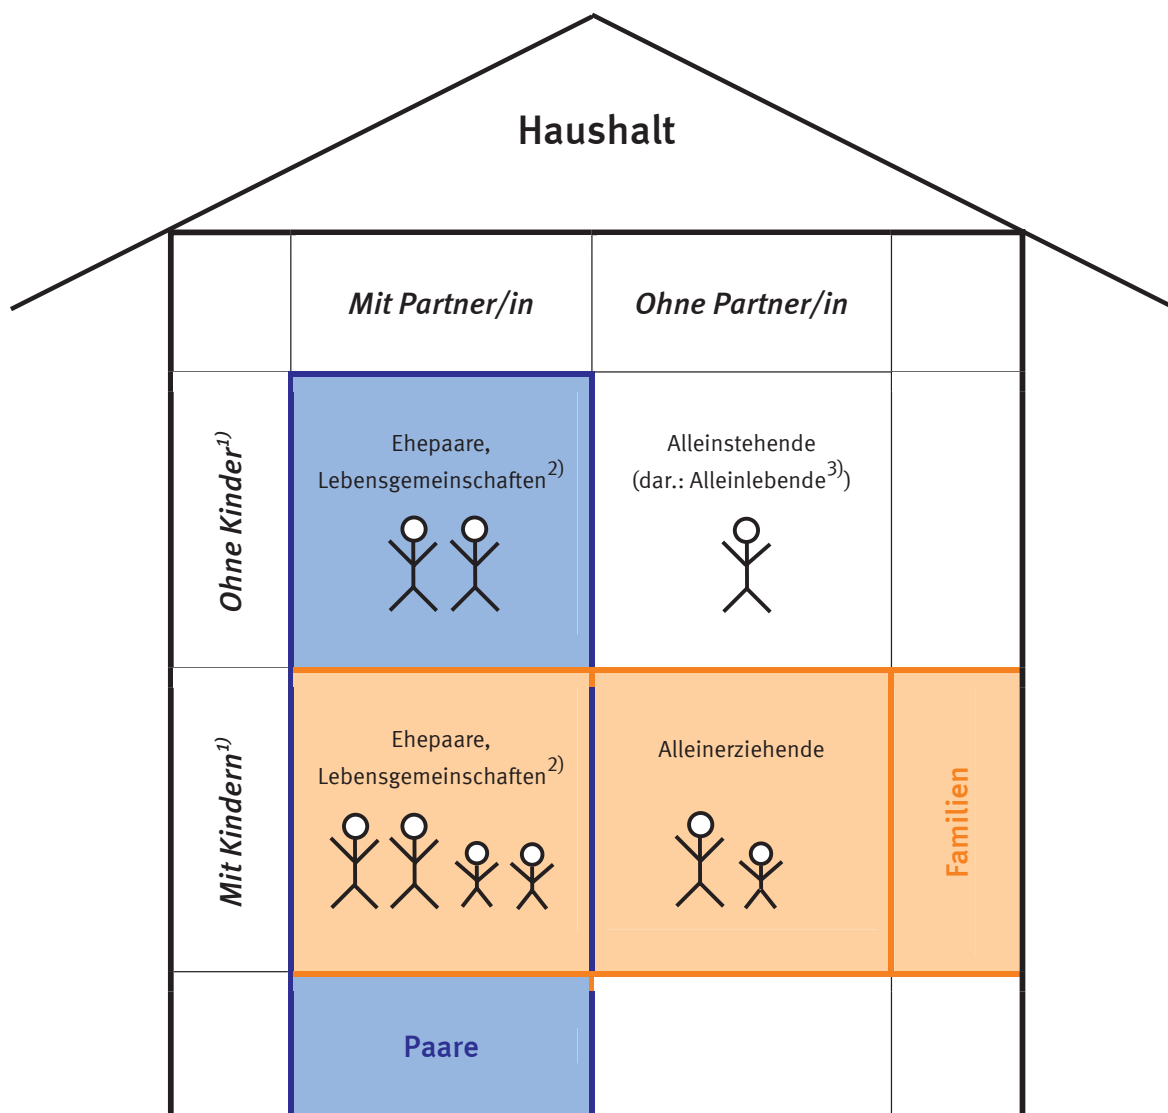 Haushalt
Mit Partner/in
Ohne Partner/in
Ohne Kinder1)
Ehepaare,
Lebensgemeinschaften2)
Alleinstehende
(dar.: Alleinlebende3))
Mit Kindern1)
Ehepaare,
Lebensgemeinschaften2)
Alleinerziehende
Familien
Paare